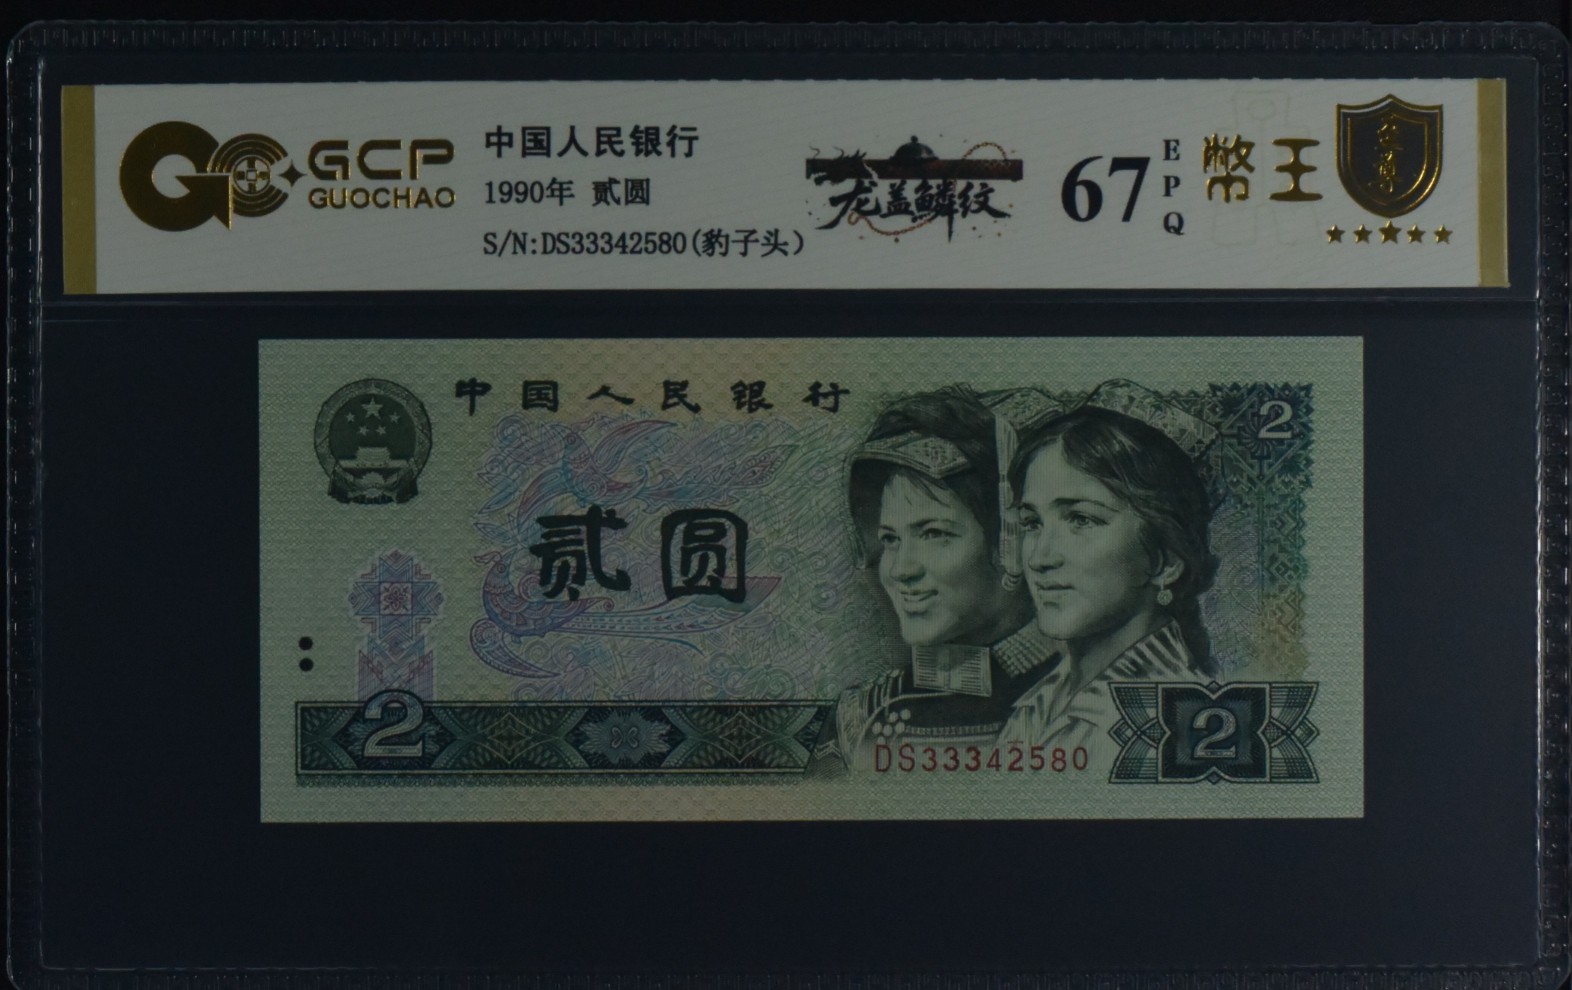 GCP
GUOCHAO
中国人民银行
1990年 贰圆
S/N:DS33342580(豹子头)
龙盖鳞纹
67
EPQ
幣王
至尊
中国人民银行
2
贰圆
2
DS33342580
2